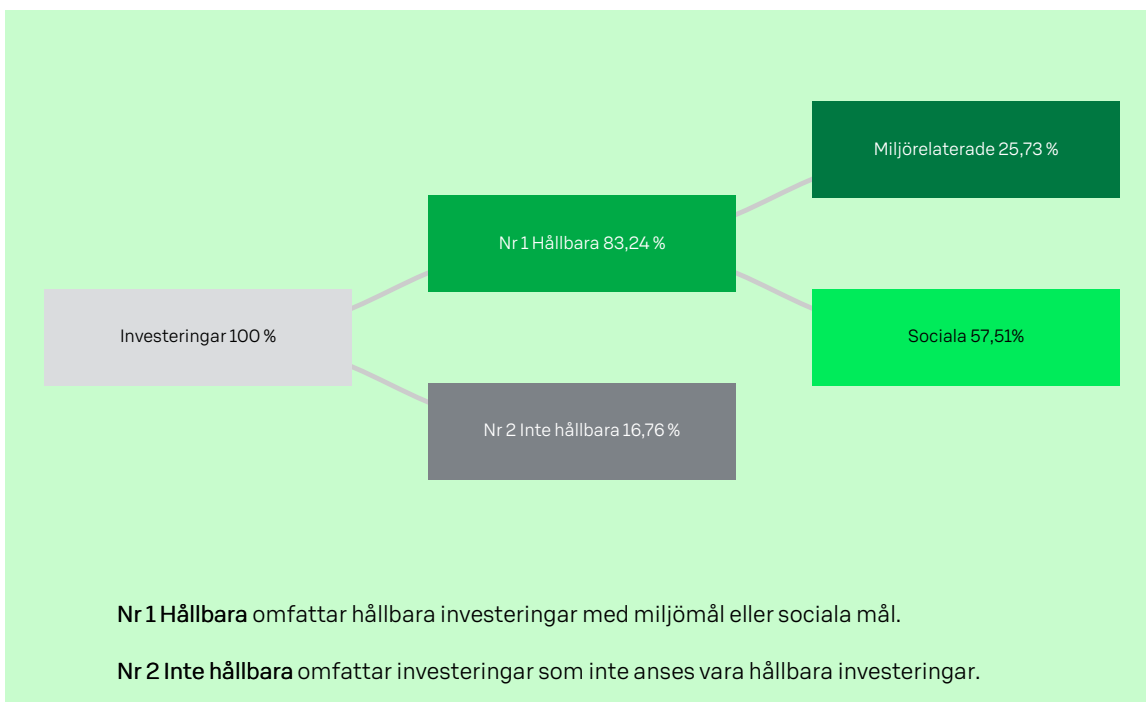 Miljörelaterade 25,73 %
Nr 1 Hållbara 83,24 %
Investeringar 100 %
Sociala 57,51%
Nr 2 Inte hållbara 16,76 %
Nr 1 Hållbara omfattar hållbara investeringar med miljömål eller sociala mål.
Nr 2 Inte hållbara omfattar investeringar som inte anses vara hållbara investeringar.